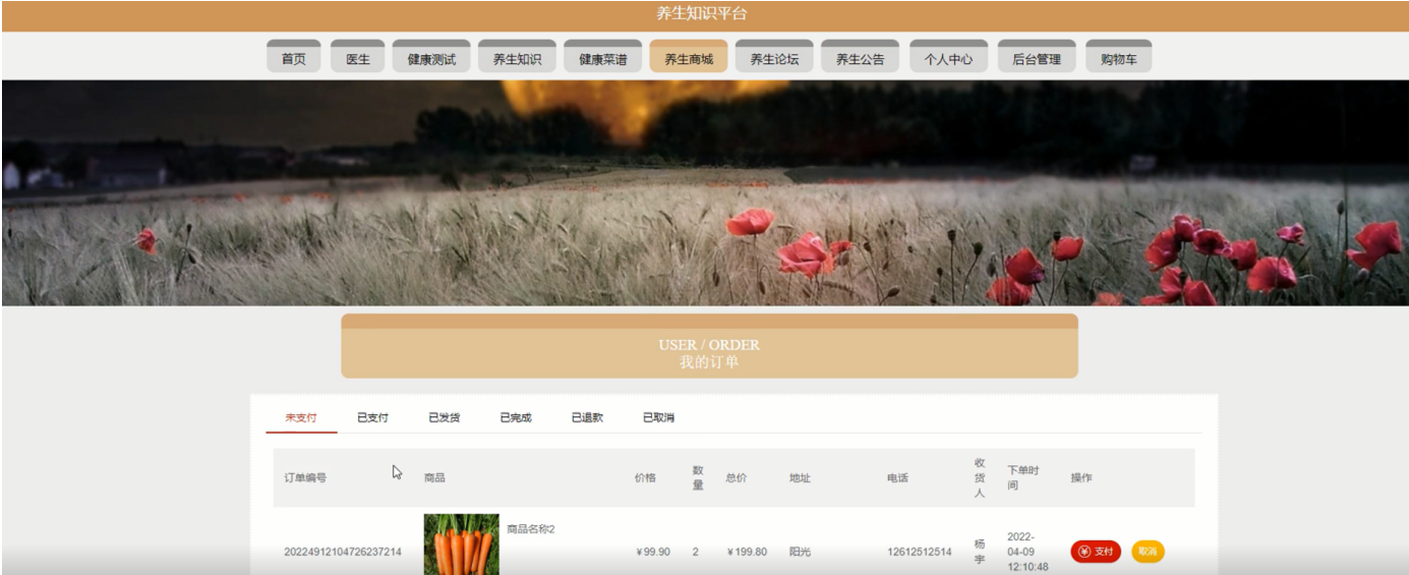 养生知识平台
首页 医生 健康测试 养生知识 健康菜谱 养生商城 养生论坛 养生公告 个人中心 后台管理 购物车
USER / ORDER
我的订单
未支付 已支付 已发货 已完成 已退款 已取消
订单编号 商品 价格 数量 总价 地址 电话 收货人 下单时间 操作
商品名称2
20224912104726237214 ¥99.90 2 ¥199.80 阳光 12612512514 杨宇 2022-04-09 12:10:48 支付 取消